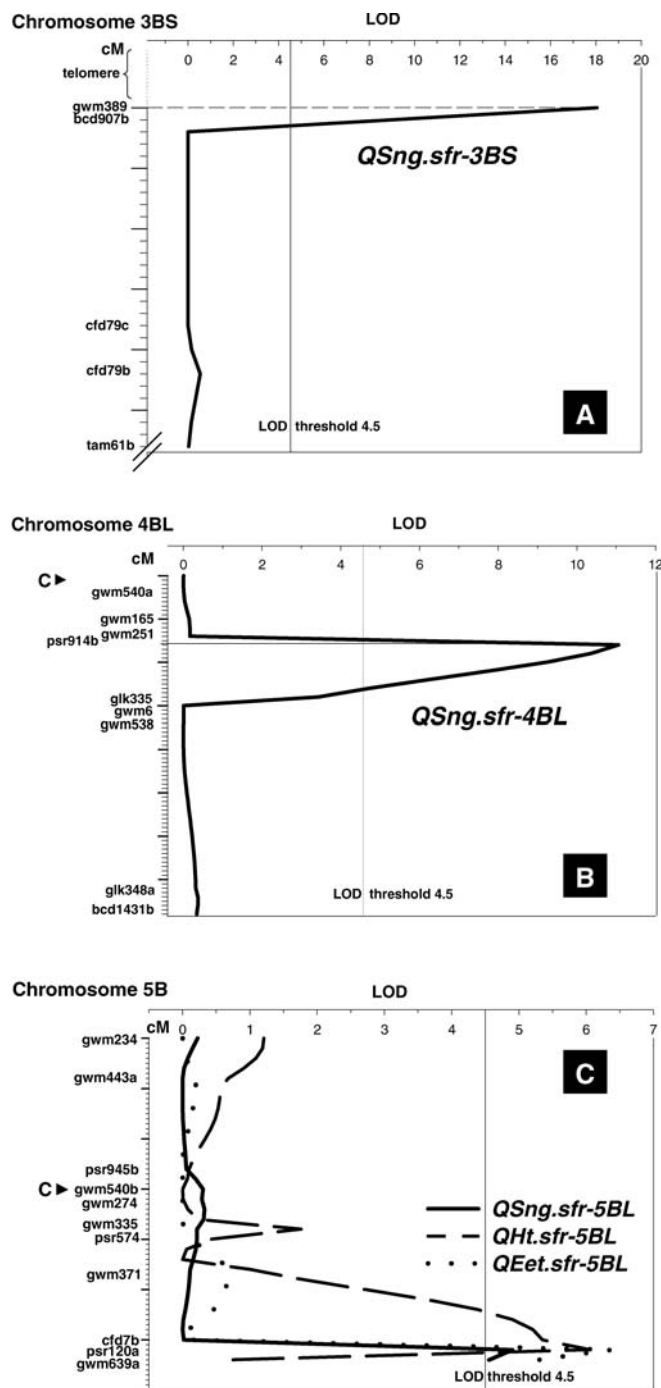 Chromosome 3BS
LOD
cM
0 2 4 6 8 10 12 14 16 18 20
telomere
gwm389
bcd907b
QSng.sfr-3BS
cfd79c
cfd79b
LOD threshold 4.5
A
tam61b
Chromosome 4BL
LOD
cM
0 2 4 6 8 10 12
C
gwm540a
gwm165
gwm251
psr914b
glk335
gwm6
QSng.sfr-4BL
gwm538
glk348a
LOD threshold 4.5
B
bcd1431b
Chromosome 5B
LOD
cM
0 1 2 3 4 5 6 7
gwm234
gwm443a
C
psr945b
C
gwm540b
gwm274
QSng.sfr-5BL
gwm335
QHt.sfr-5BL
psr574
QEet.sfr-5BL
gwm371
cfd7b
psr120a
gwm639a
LOD threshold 4.5